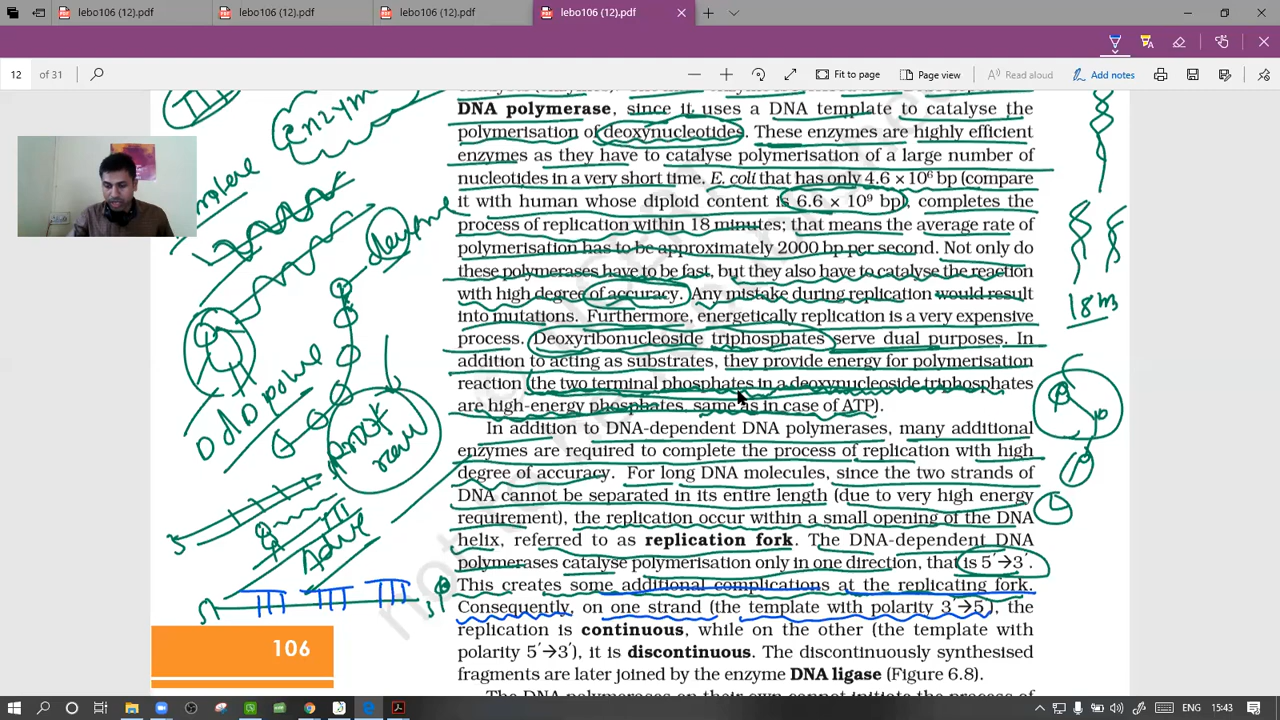 lebo106 (12).pdf
lebo106 (12).pdf
lebo106 (12).pdf
lebo106 (12).pdf
12 of 31
Fit to page
Page view
Read aloud
Add notes
DNA polymerase, since it uses a DNA template to catalyse the
polymerisation of deoxynucleotides. These enzymes are highly efficient
enzymes as they have to catalyse polymerisation of a large number of
nucleotides in a very short time. E. coli that has only 4.6 × 10⁶ bp (compare
it with human whose diploid content is 6.6 × 10⁹ bp), completes the
process of replication within 18 minutes; that means the average rate of
polymerisation has to be approximately 2000 bp per second. Not only do
these polymerases have to be fast, but they also have to catalyse the reaction
with high degree of accuracy. Any mistake during replication would result
into mutations. Furthermore, energetically replication is a very expensive
process. Deoxyribonucleoside triphosphates serve dual purposes. In
addition to acting as substrates, they provide energy for polymerisation
reaction (the two terminal phosphates in a deoxynucleoside triphosphates
are high-energy phosphates, same as in case of ATP).
In addition to DNA-dependent DNA polymerases, many additional
enzymes are required to complete the process of replication with high
degree of accuracy. For long DNA molecules, since the two strands of
DNA cannot be separated in its entire length (due to very high energy
requirement), the replication occur within a small opening of the DNA
helix, referred to as replication fork. The DNA-dependent DNA
polymerases catalyse polymerisation only in one direction, that is 5′→3′.
This creates some additional complications at the replicating fork.
Consequently, on one strand (the template with polarity 3′→5′), the
replication is continuous, while on the other (the template with
polarity 5′→3′), it is discontinuous. The discontinuously synthesised
fragments are later joined by the enzyme DNA ligase (Figure 6.8).
106
ENG
15:43